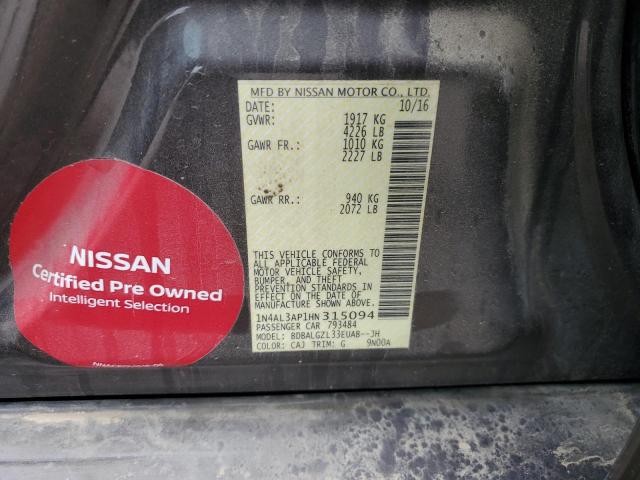 MFD BY NISSAN MOTOR CO., LTD.
DATE: 10/16
GVWR: 1917 KG
4226 LB
GAWR FR.: 1010 KG
2227 LB
GAWR RR.: 940 KG
2072 LB
THIS VEHICLE CONFORMS TO
ALL APPLICABLE FEDERAL
MOTOR VEHICLE SAFETY,
BUMPER, AND THEFT
PREVENTION STANDARDS IN
EFFECT ON THE DATE OF
MANUFACTURE SHOWN ABOVE.
1N4AL3AP1HN315094
PASSENGER CAR 793484
MODEL: BDBALGZL33EUA8--JH
COLOR: CAJ TRIM: G 9N00A
NISSAN
Certified Pre Owned
Intelligent Selection